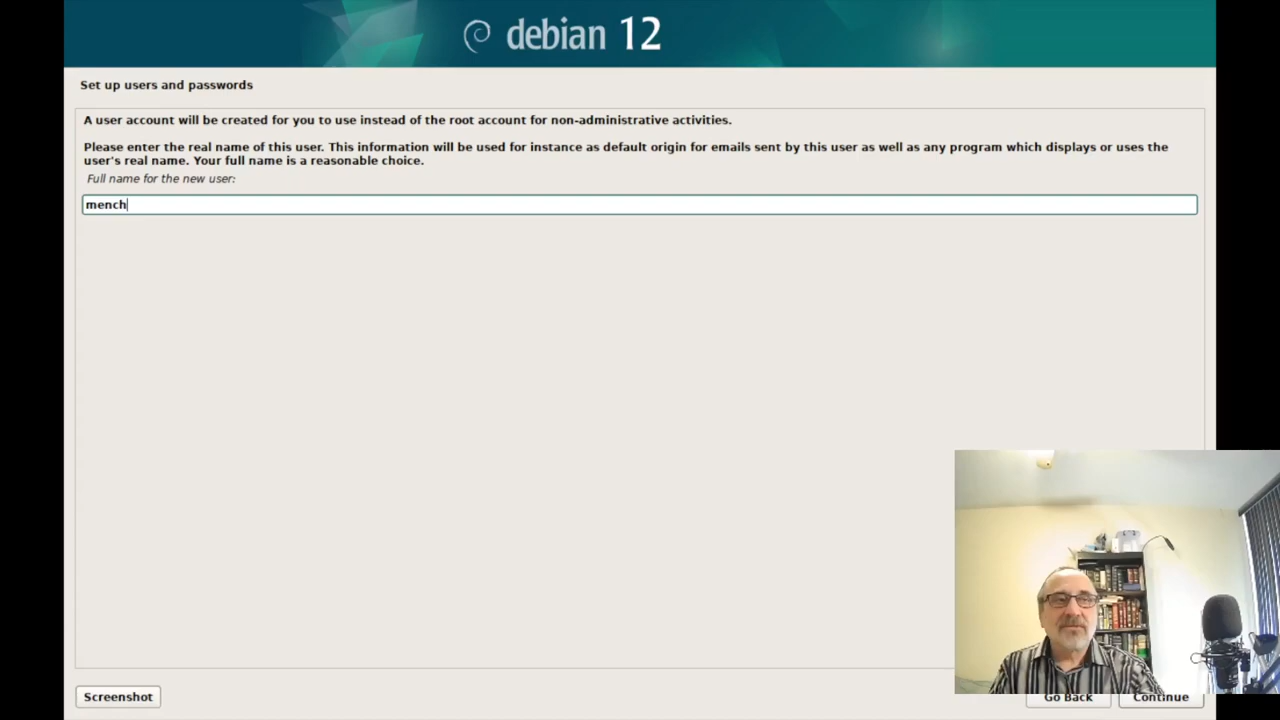 debian 12
Set up users and passwords
A user account will be created for you to use instead of the root account for non-administrative activities.
Please enter the real name of this user. This information will be used for instance as default origin for emails sent by this user as well as any program which displays or uses the
user's real name. Your full name is a reasonable choice.
Full name for the new user:
mench
Screenshot
Go Back
Continue